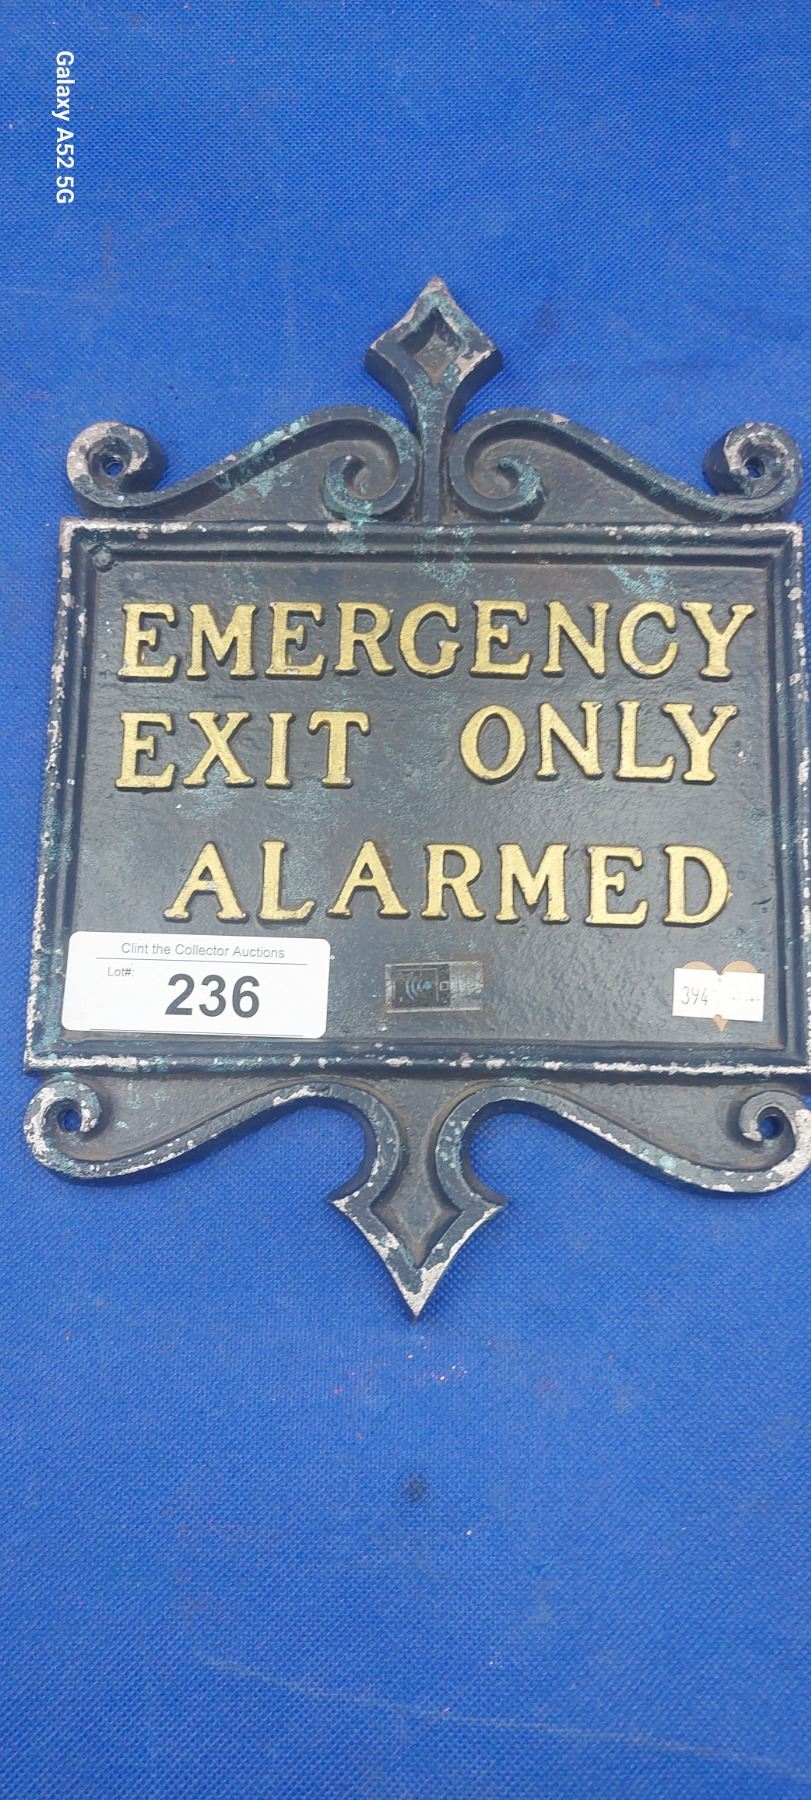 Galaxy A52 5G
EMERGENCY
EXIT ONLY
ALARMED
Clint the Collector Auctions
Lot#:
236
394